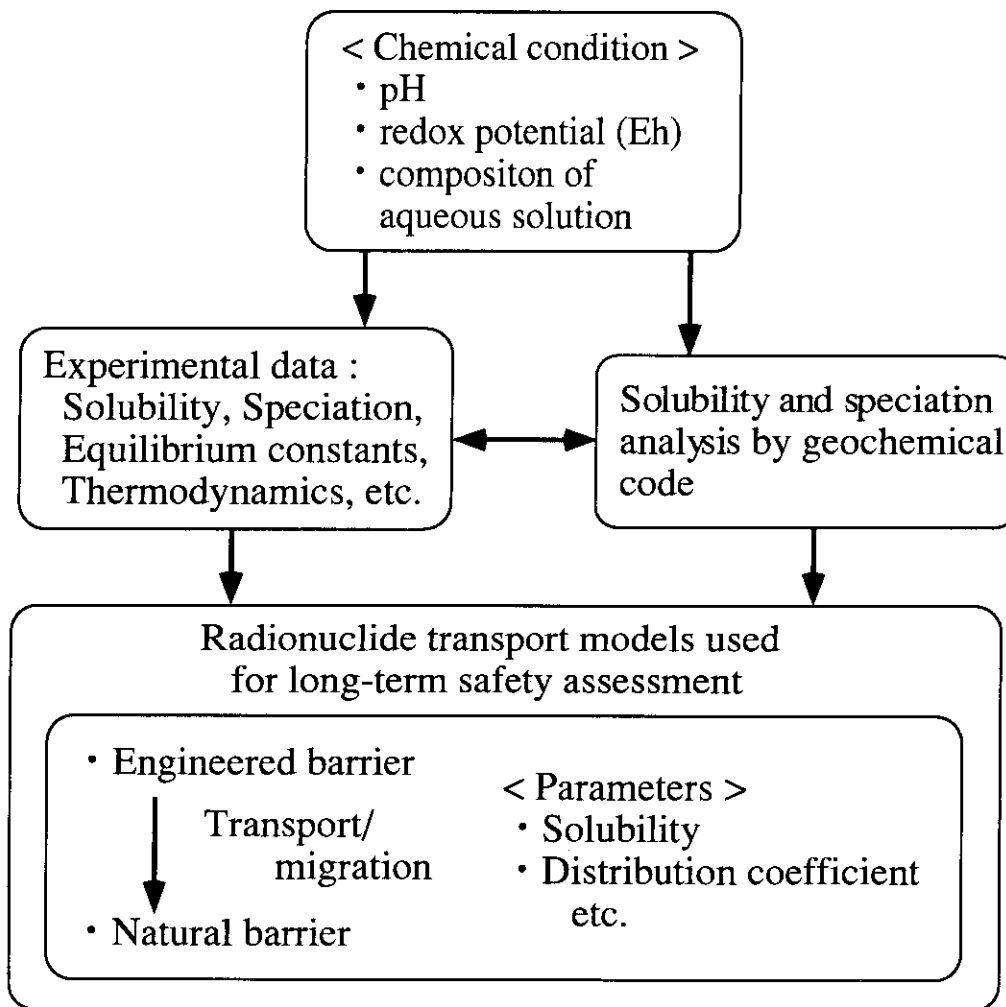 < Chemical condition >
・pH
・redox potential (Eh)
・compositon of
aqueous solution
Experimental data :
Solubility, Speciation,
Equilibrium constants,
Thermodynamics, etc.
Solubility and speciation
analysis by geochemical
code
Radionuclide transport models used
for long-term safety assessment
・Engineered barrier
Transport/
migration
・Natural barrier
< Parameters >
・Solubility
・Distribution coefficient
etc.